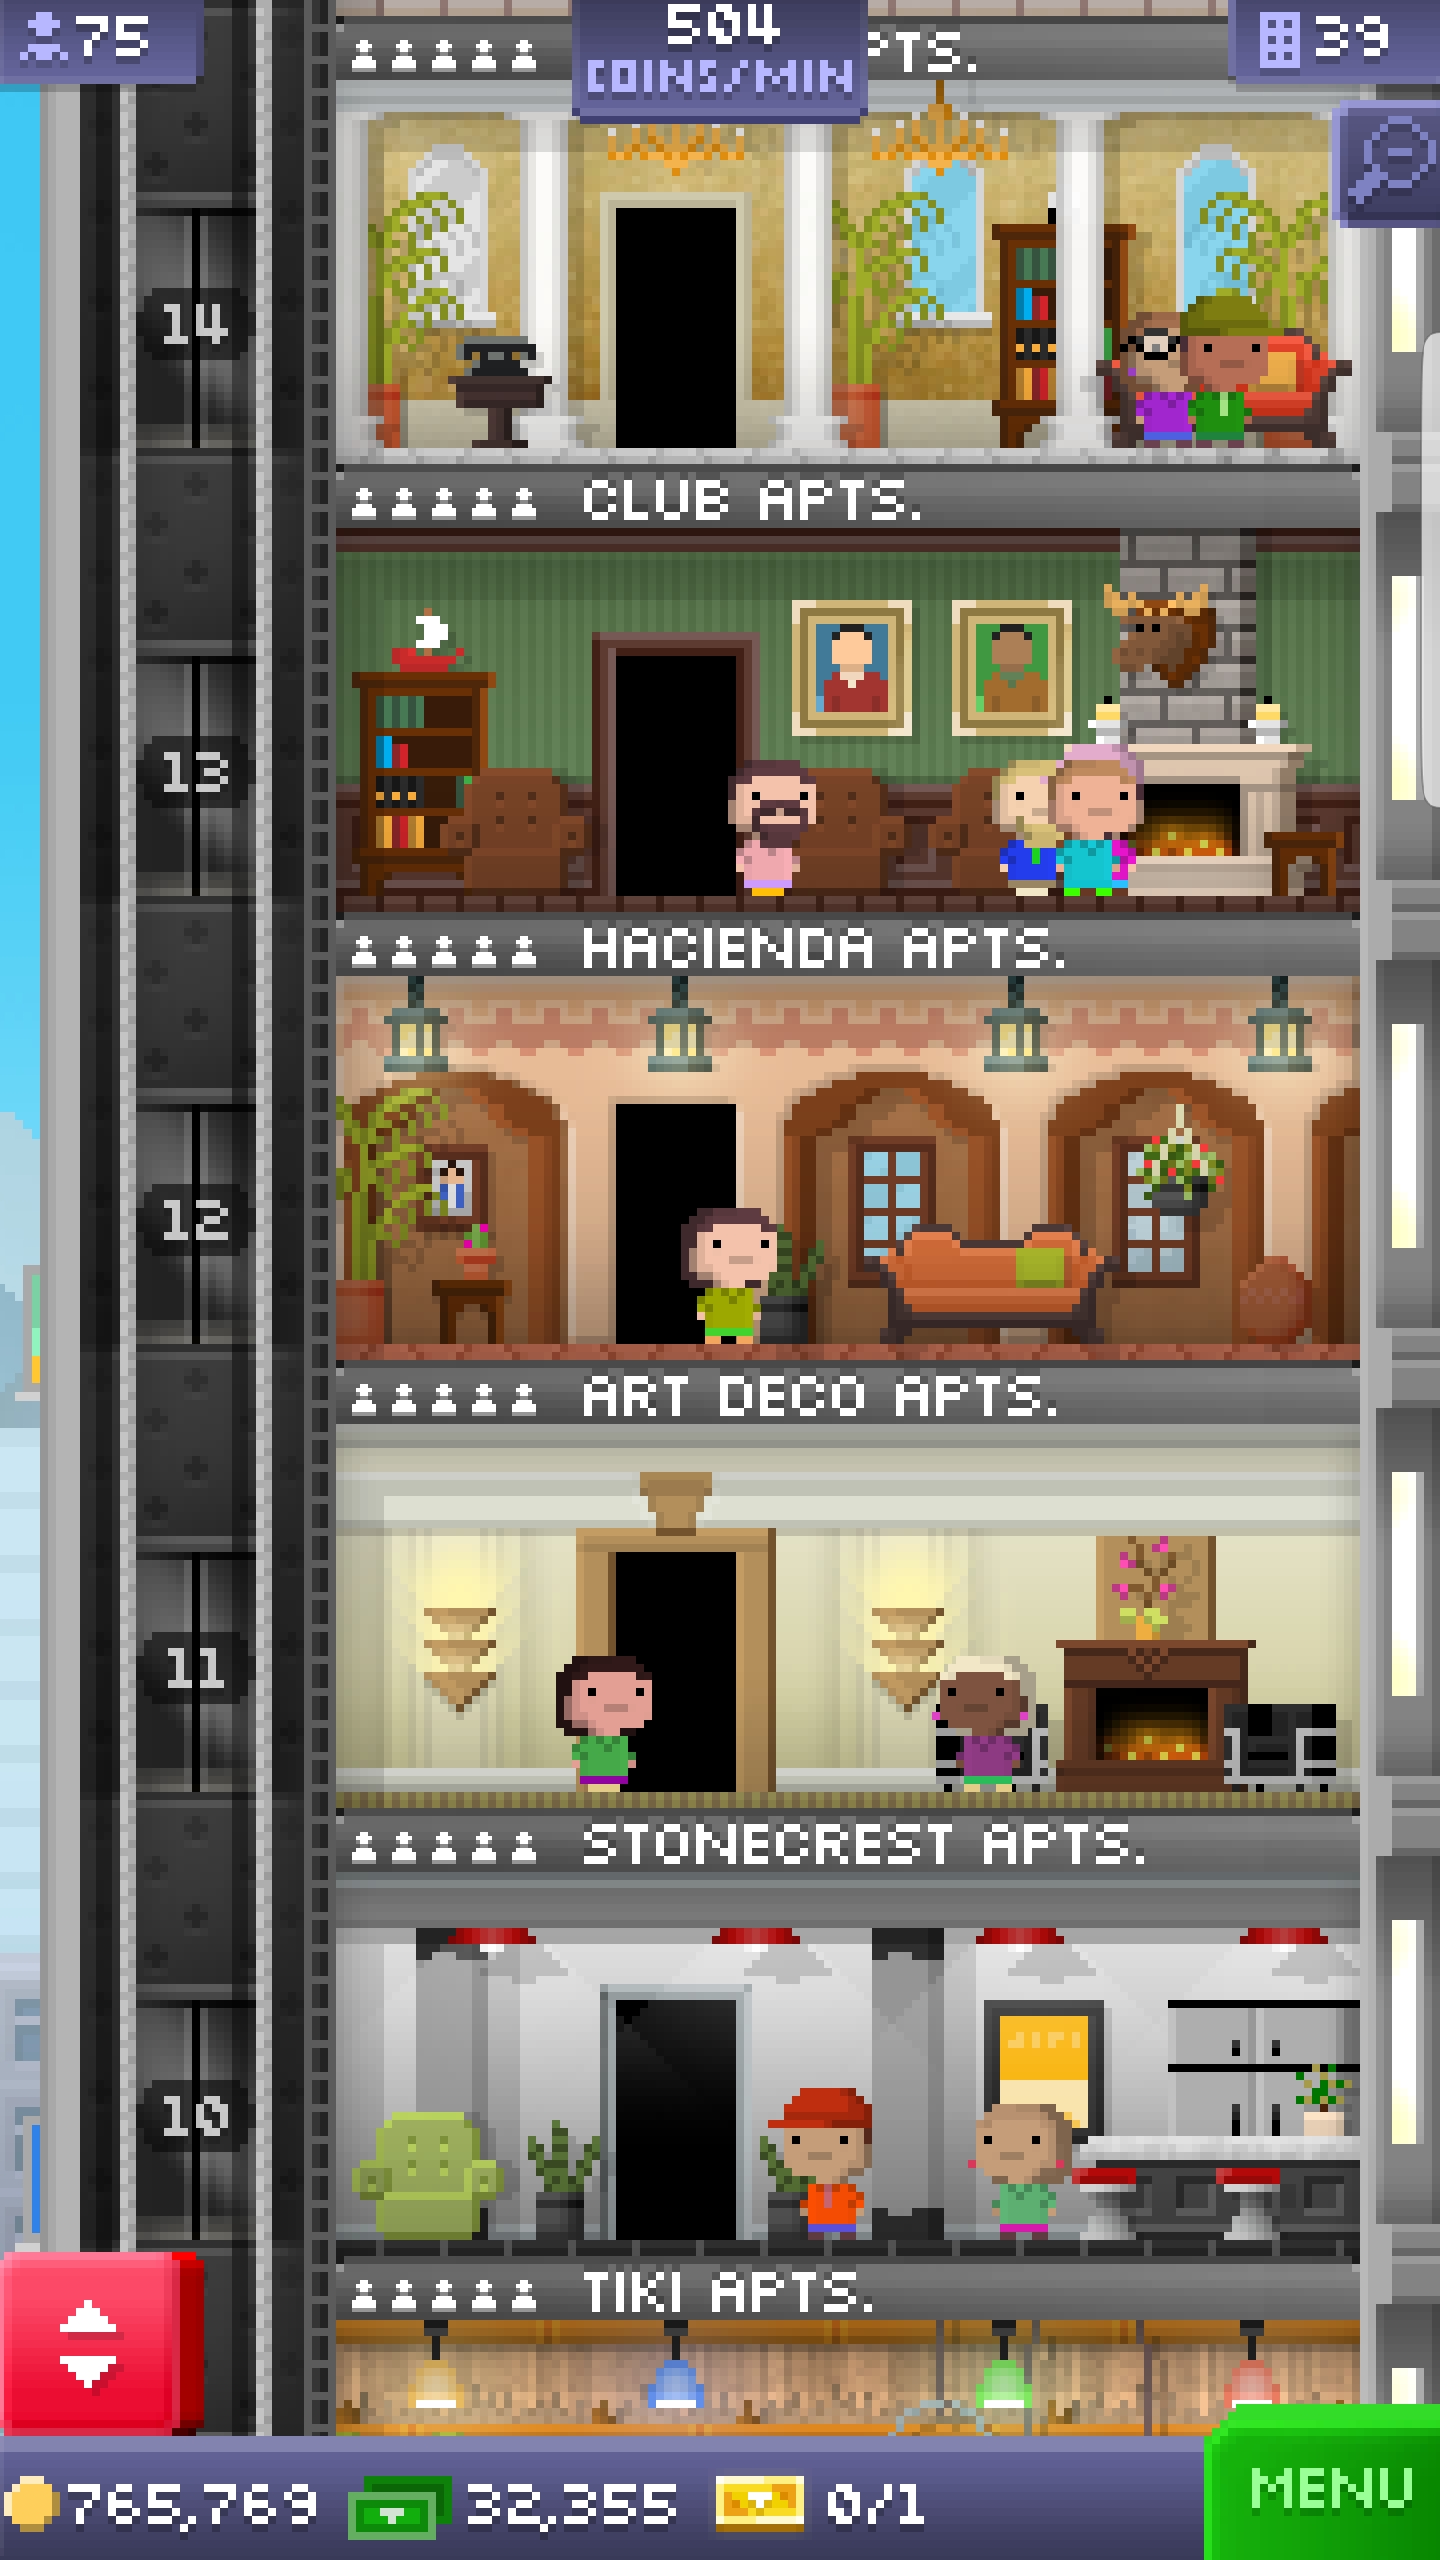 75
504
COINS/MIN
39
PTS.
14
CLUB APTS.
13
HACIENDA APTS.
12
ART DECO APTS.
11
STONECREST APTS.
10
TIKI APTS.
765,769
32,355
0/1
MENU